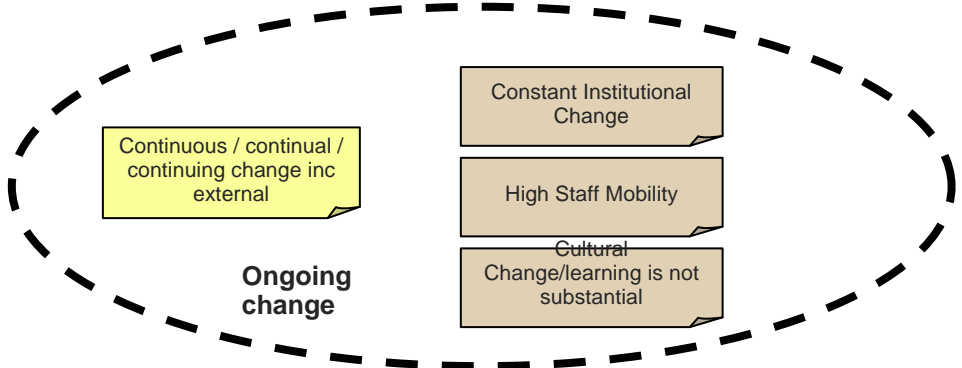 Constant Institutional
Change
Continuous / continual /
continuing change inc
external
High Staff Mobility
Cultural
Change/learning is not
substantial
Ongoing
change